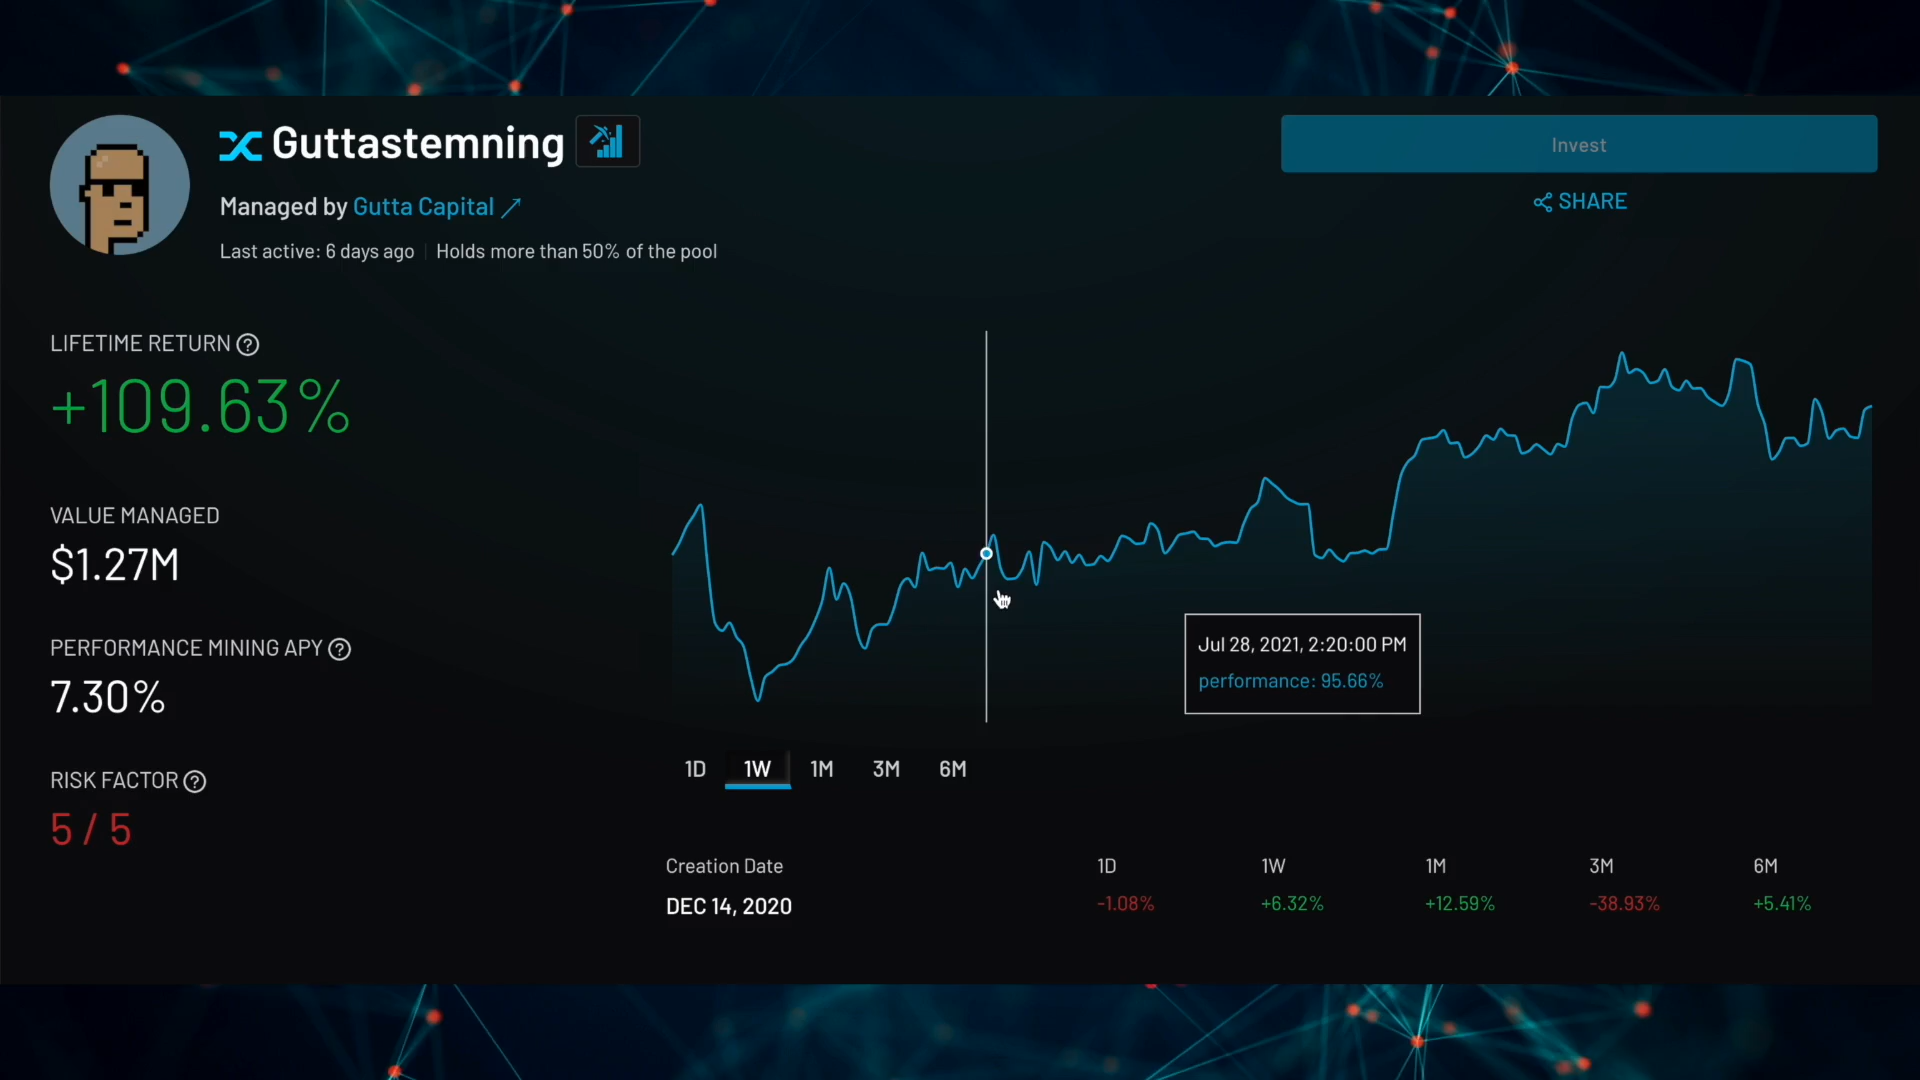 Guttastemning
Invest
Managed by Gutta Capital
SHARE
Last active: 6 days ago
Holds more than 50% of the pool
LIFETIME RETURN ?
+109.63%
VALUE MANAGED
$1.27M
PERFORMANCE MINING APY ?
7.30%
RISK FACTOR ?
5 / 5
Jul 28, 2021, 2:20:00 PM
performance: 95.66%
1D 1W 1M 3M 6M
Creation Date 1D 1W 1M 3M 6M
DEC 14, 2020 -1.08% +6.32% +12.59% -38.93% +5.41%